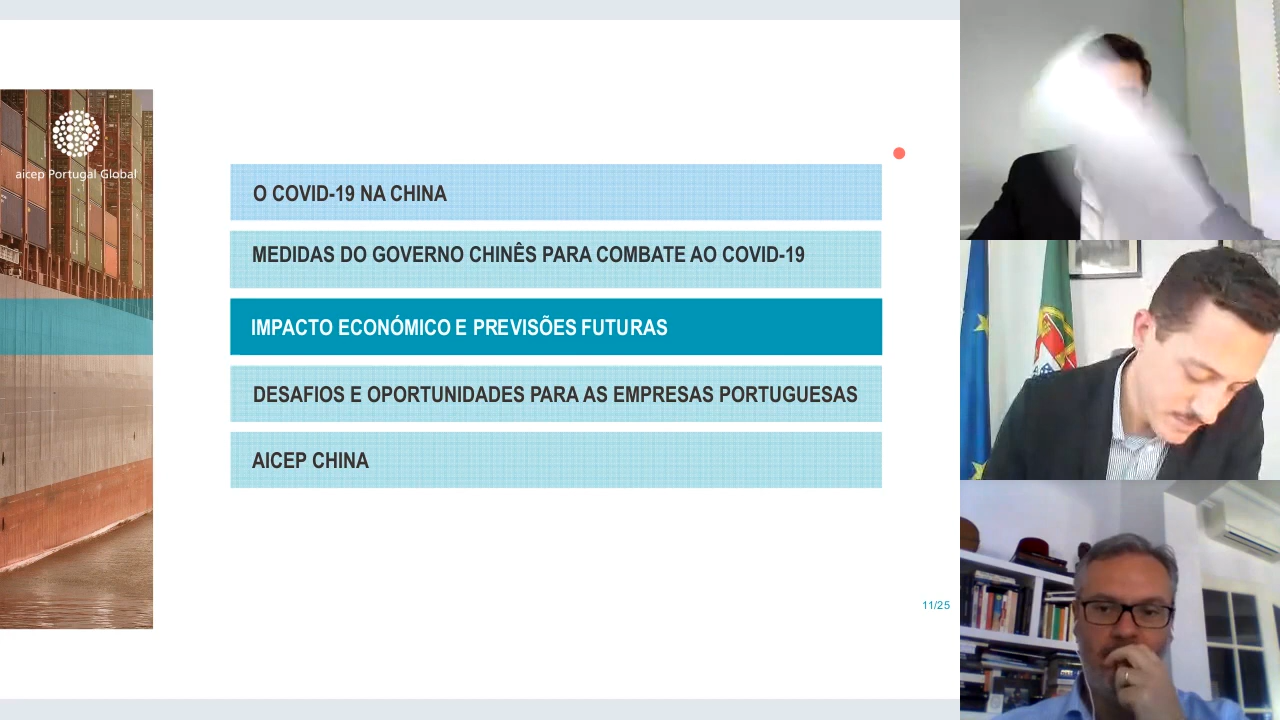 aicep Portugal Global
O COVID-19 NA CHINA
MEDIDAS DO GOVERNO CHINÊS PARA COMBATE AO COVID-19
IMPACTO ECONÓMICO E PREVISÕES FUTURAS
DESAFIOS E OPORTUNIDADES PARA AS EMPRESAS PORTUGUESAS
AICEP CHINA
11/25